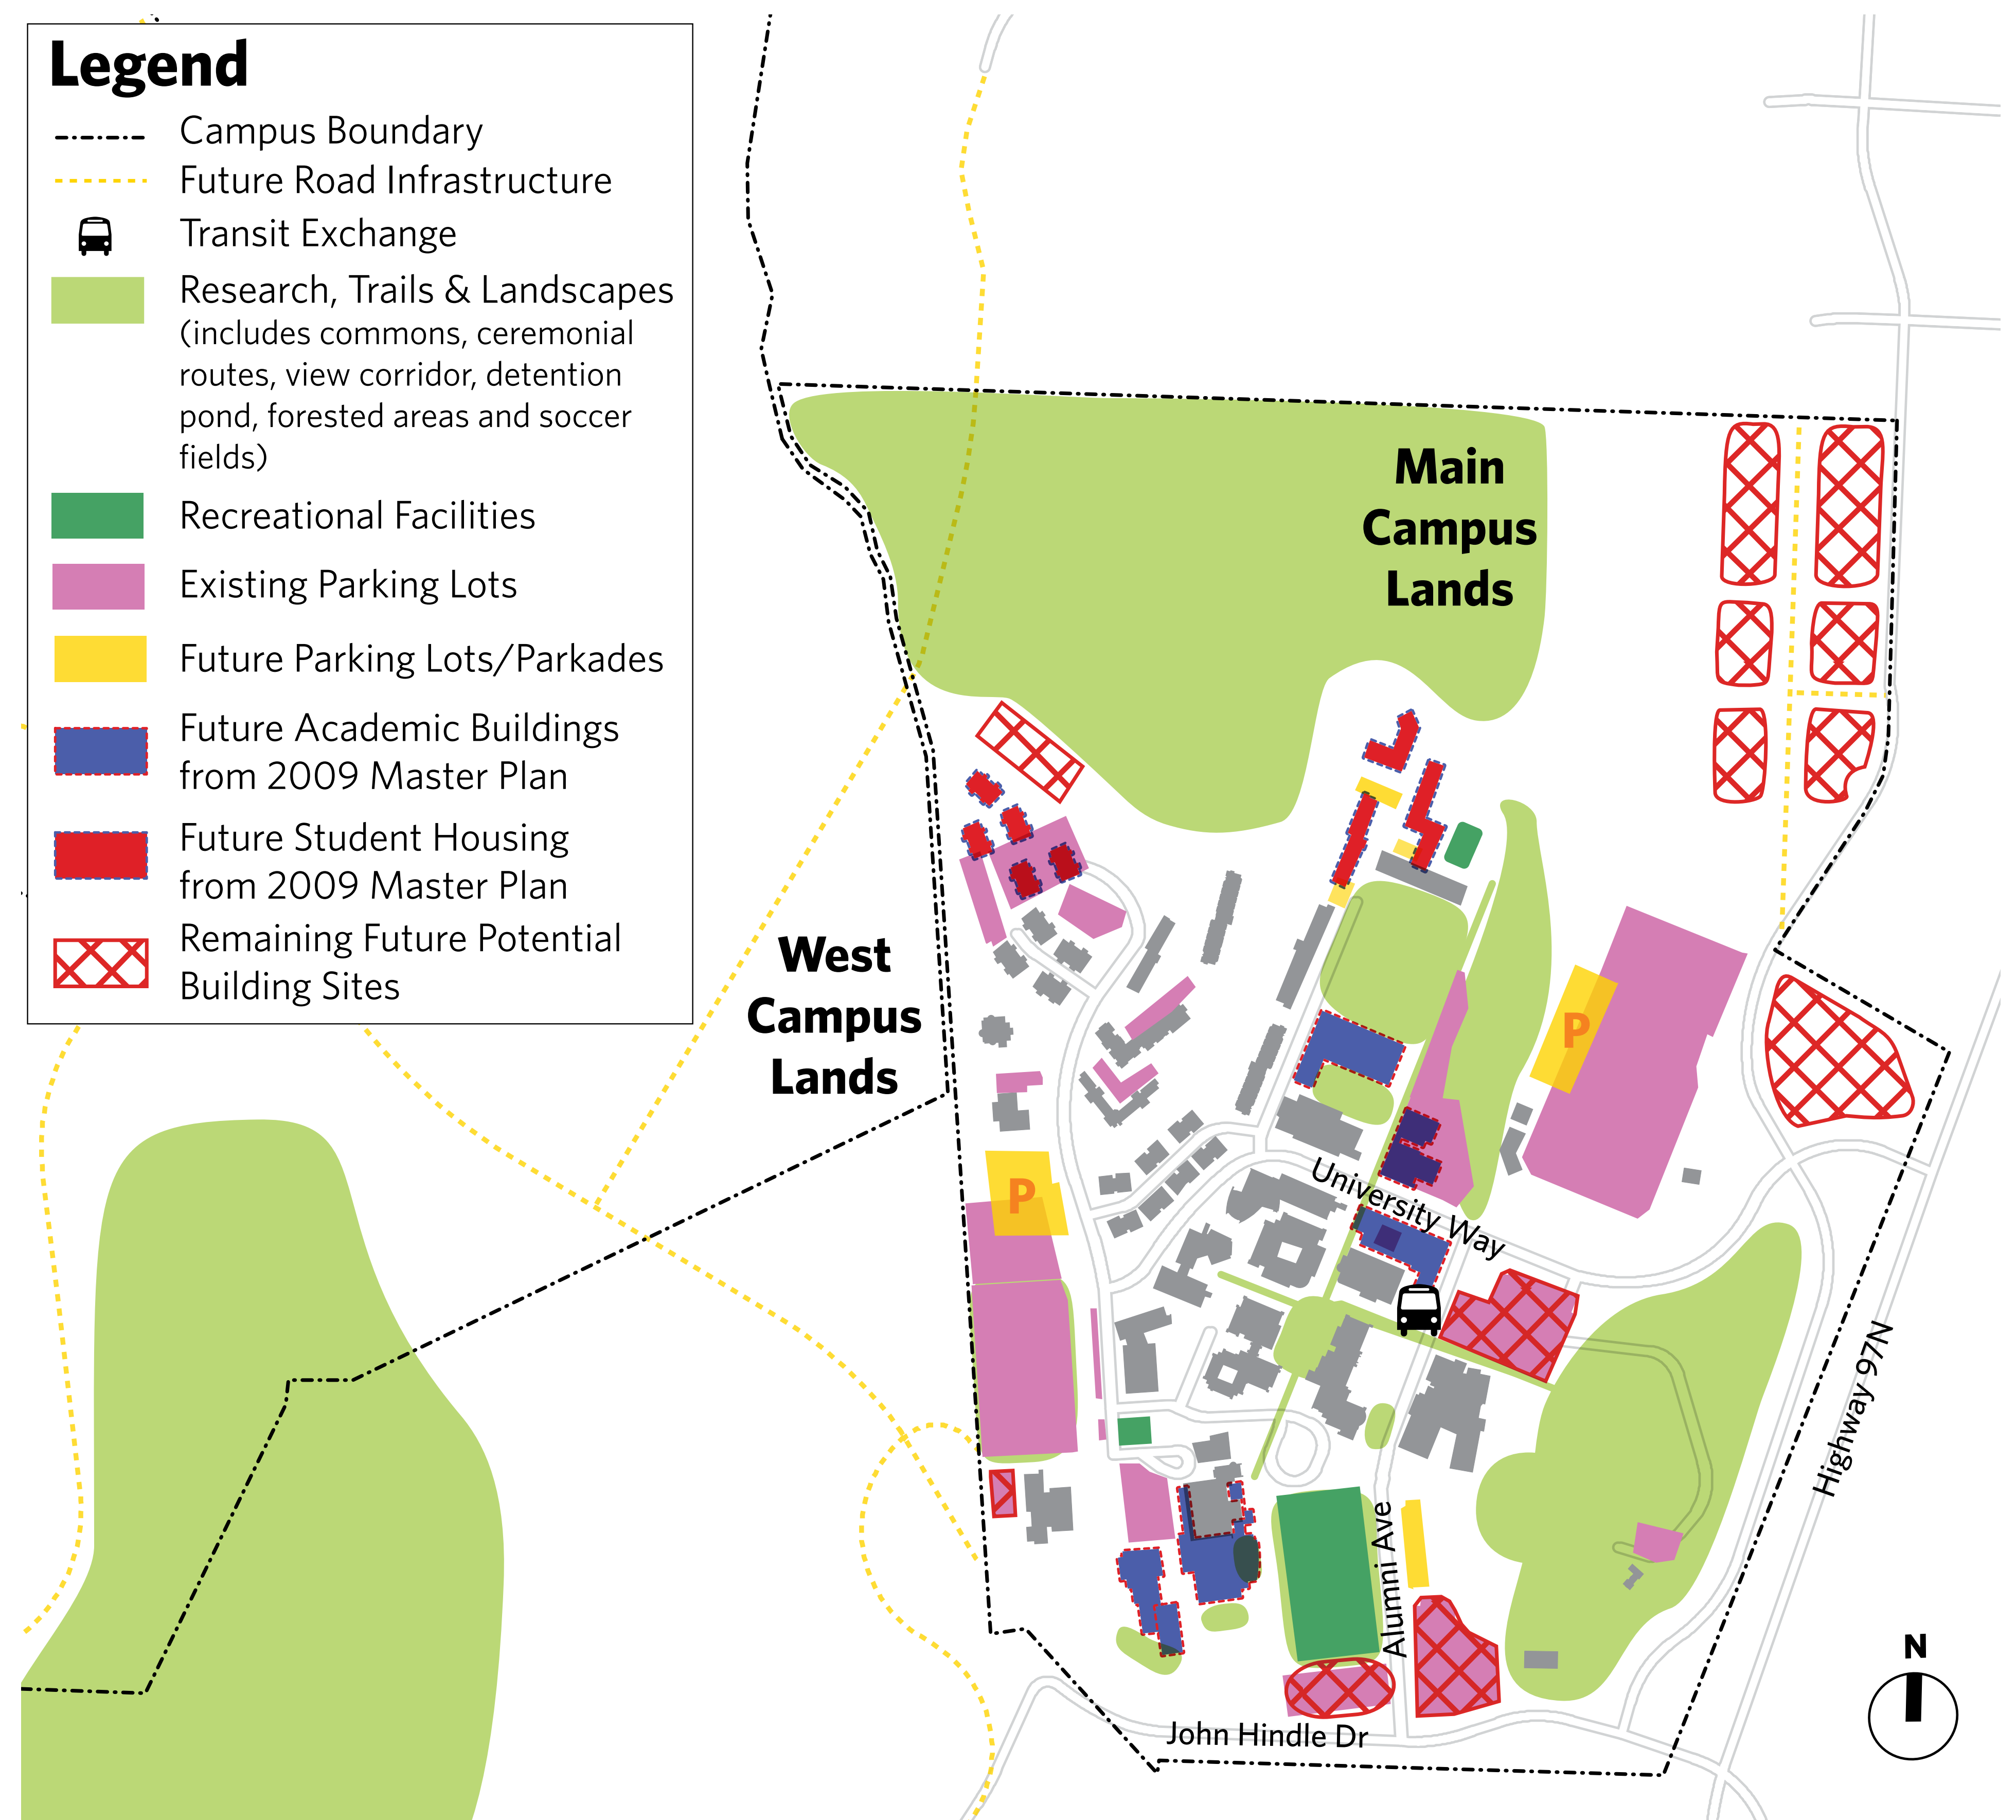 Legend
Campus Boundary
Future Road Infrastructure
Transit Exchange
Research, Trails & Landscapes
(includes commons, ceremonial
routes, view corridor, detention
pond, forested areas and soccer
fields)
Recreational Facilities
Existing Parking Lots
Future Parking Lots/Parkades
Future Academic Buildings
from 2009 Master Plan
Future Student Housing
from 2009 Master Plan
Remaining Future Potential
Building Sites
Main
Campus
Lands
West
Campus
Lands
P
P
University Way
Highway 97N
Alumni Ave
John Hindle Dr
N